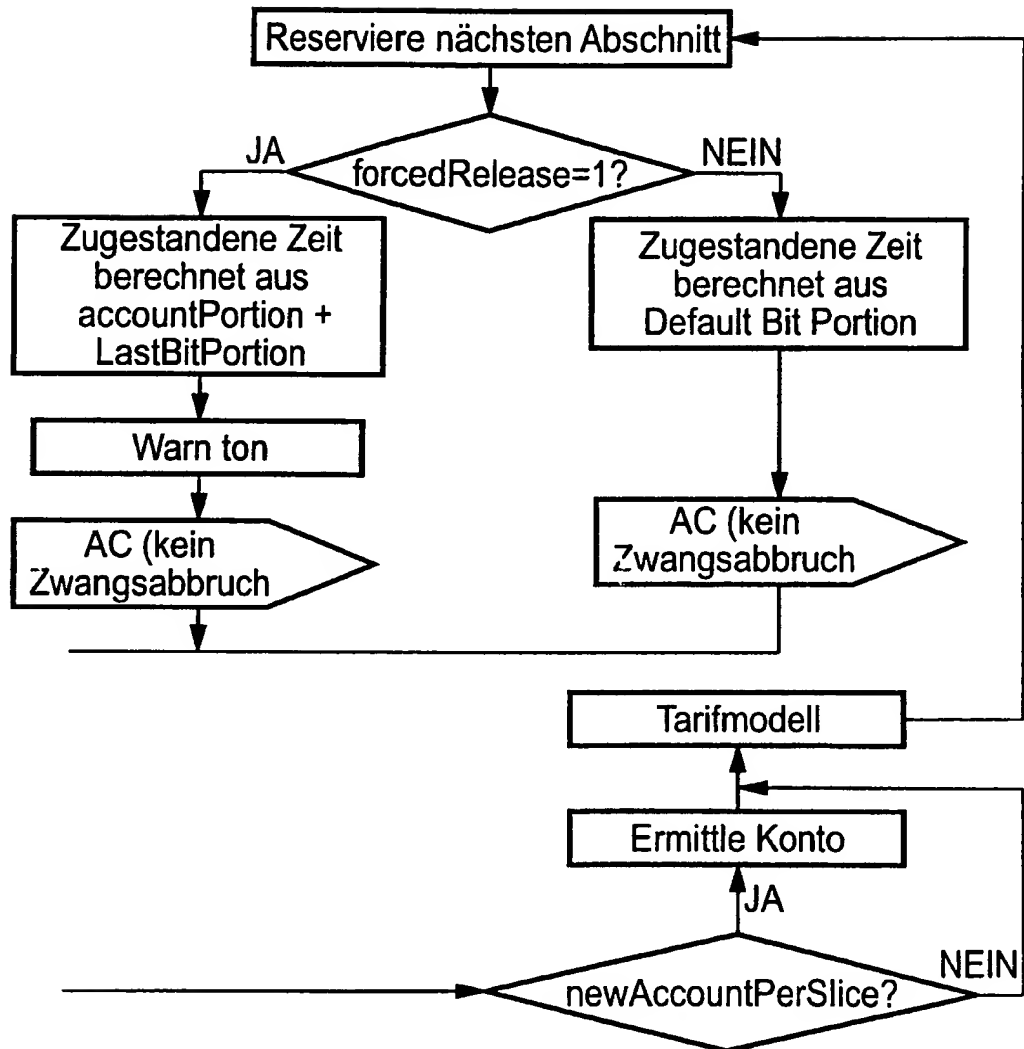 Reserviere nächsten Abschnitt
JA
NEIN
forcedRelease=1?
Zugestandene Zeit
berechnet aus
accountPortion +
LastBitPortion
Zugestandene Zeit
berechnet aus
Default Bit Portion
Warn ton
AC (kein
Zwangsabbruch
AC (kein
Zwangsabbruch
Tarifmodell
Ermittle Konto
JA
NEIN
newAccountPerSlice?